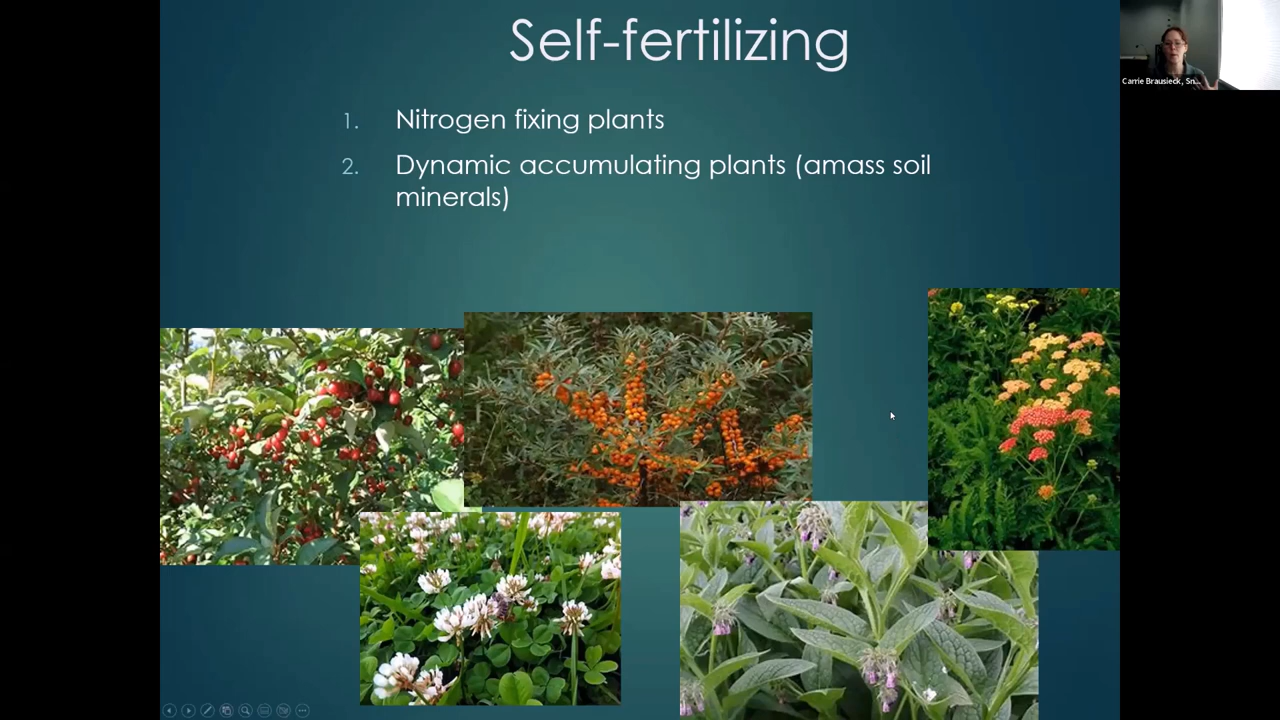 Self-fertilizing
1. Nitrogen fixing plants
2. Dynamic accumulating plants (amass soil
minerals)
Carrie Brausieck, Sn...